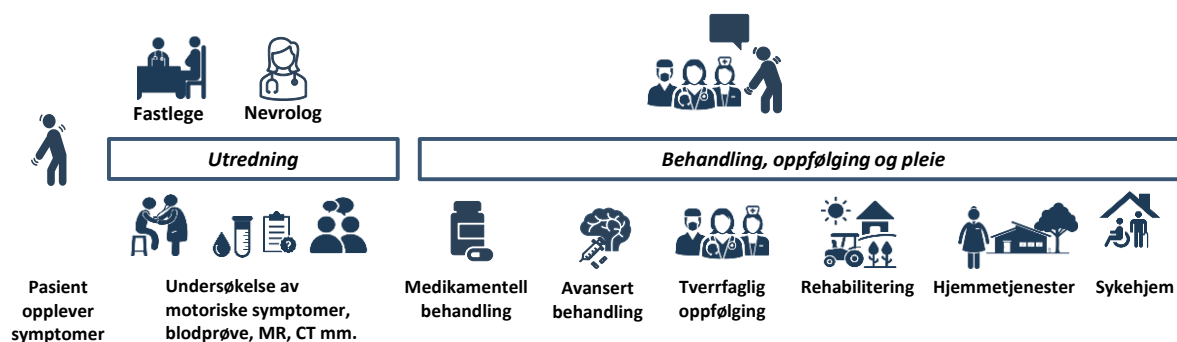 Fastlege
Nevrolog
Utredning
Behandling, oppfølging og pleie
Pasient
opplever
symptomer
Undersøkelse av
motoriske symptomer,
blodprøve, MR, CT mm.
Medikamentell
behandling
Avansert
behandling
Tverrfaglig
oppfølging
Rehabilitering
Hjemmetjenester
Sykehjem